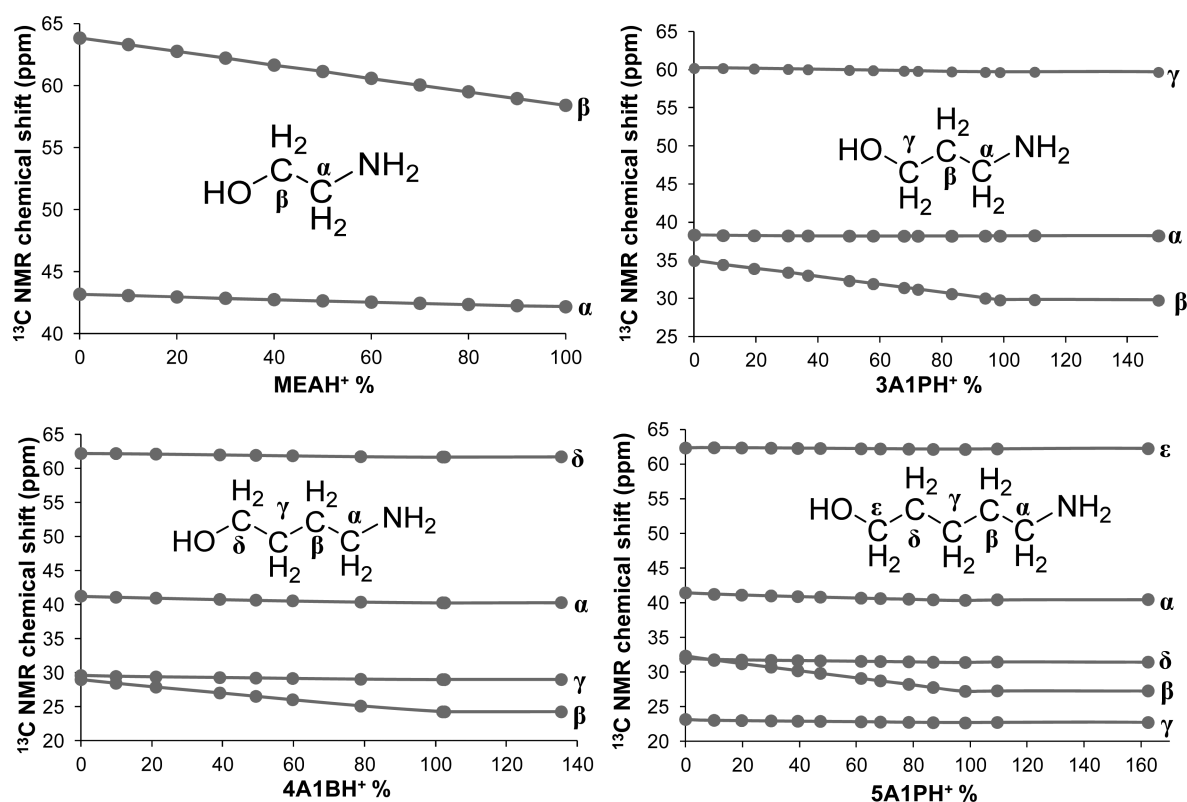 ¹³C NMR chemical shift (ppm)
65
60
55
50
45
40
0 20 40 60 80 100
MEAH⁺ %
β
α
H₂
C α NH₂
HO β C
H₂
¹³C NMR chemical shift (ppm)
65
60
55
50
45
40
35
30
25
0 20 40 60 80 100 120 140
3A1PH⁺ %
γ
α
β
H₂
HO γ C α NH₂
C β C
H₂ H₂
¹³C NMR chemical shift (ppm)
65
60
55
50
45
40
35
30
25
20
0 20 40 60 80 100 120 140
4A1BH⁺ %
δ
α
γ
β
H₂ H₂
C γ C α NH₂
HO δ C β C
H₂ H₂
¹³C NMR chemical shift (ppm)
65
60
55
50
45
40
35
30
25
20
0 20 40 60 80 100 120 140 160
5A1PH⁺ %
ε
α
δ
β
γ
H₂ H₂
HO ε C γ C α NH₂
C δ C β C
H₂ H₂ H₂